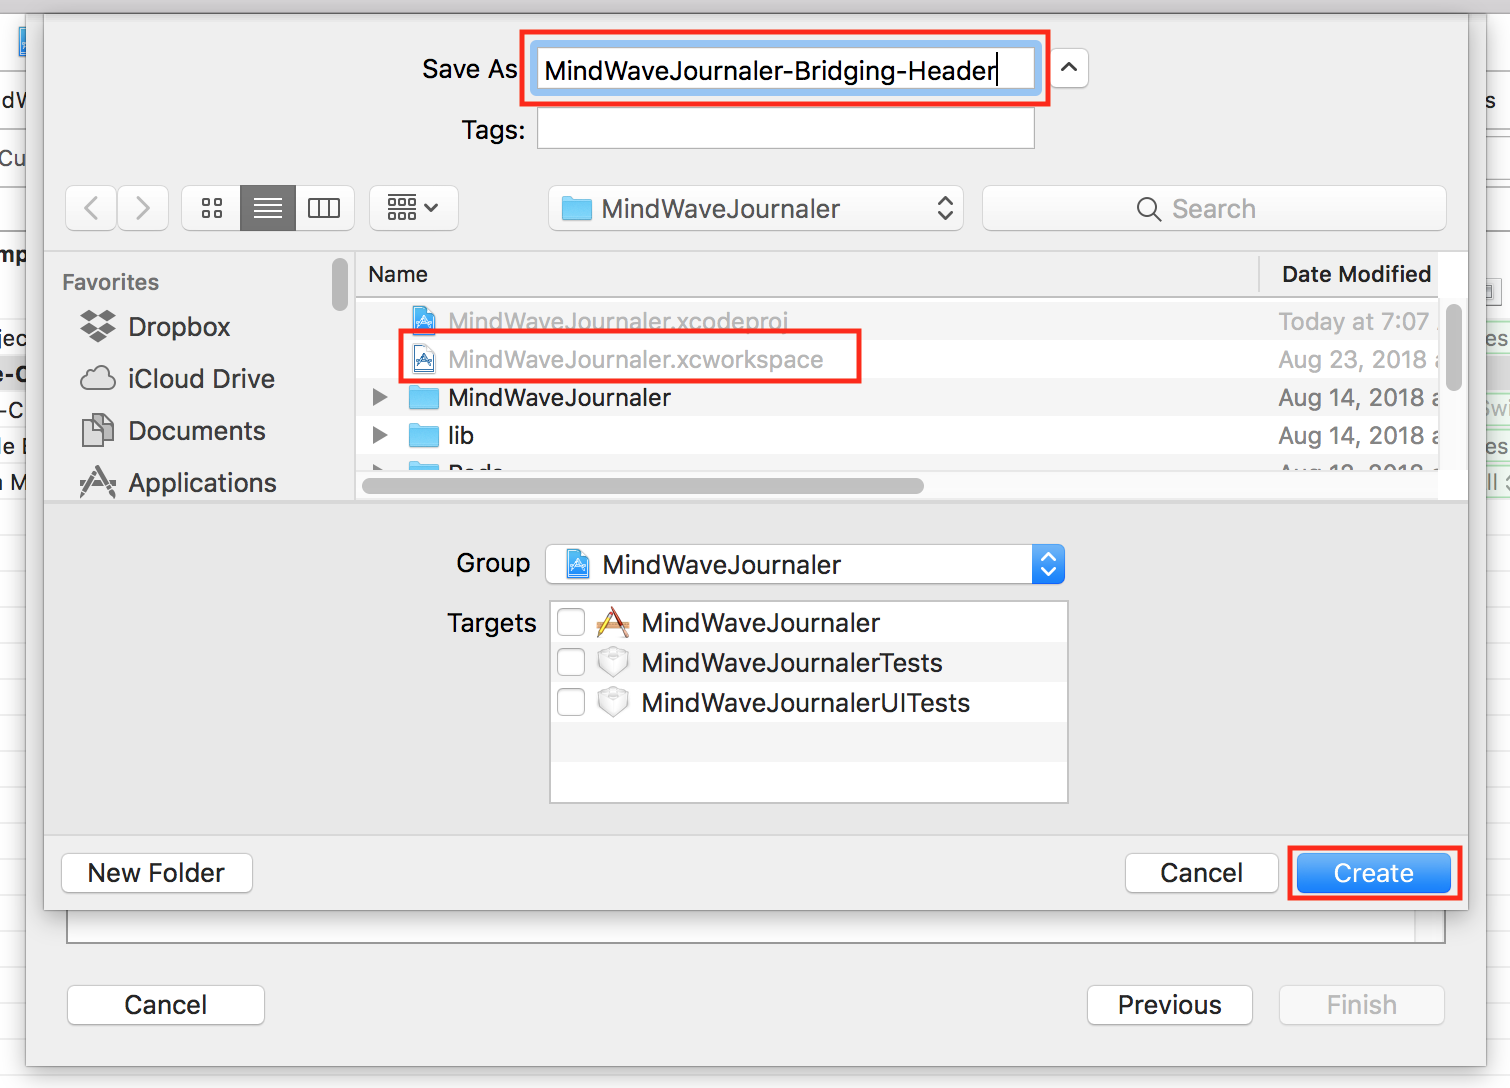 Save As
MindWaveJournaler-Bridging-Header
Tags:
MindWaveJournaler
Search
Favorites
Dropbox
iCloud Drive
Documents
Applications
Name
Date Modified
MindWaveJournaler.xcodeproj
Today at 7:07
MindWaveJournaler.xcworkspace
Aug 23, 2018 a
MindWaveJournaler
Aug 14, 2018 a
lib
Aug 14, 2018 a
Group
MindWaveJournaler
Targets
MindWaveJournaler
MindWaveJournalerTests
MindWaveJournalerUITests
New Folder
Cancel
Create
Cancel
Previous
Finish